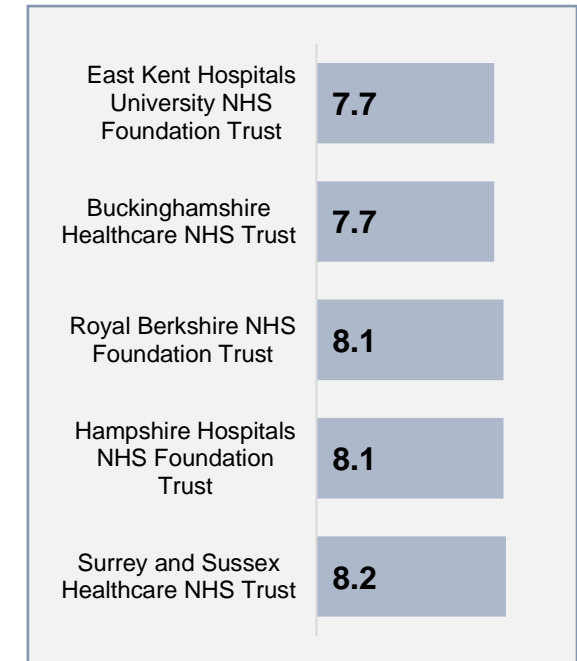 East Kent Hospitals
University NHS
Foundation Trust
7.7
Buckinghamshire
Healthcare NHS Trust
7.7
Royal Berkshire NHS
Foundation Trust
8.1
Hampshire Hospitals
NHS Foundation
Trust
8.1
Surrey and Sussex
Healthcare NHS Trust
8.2